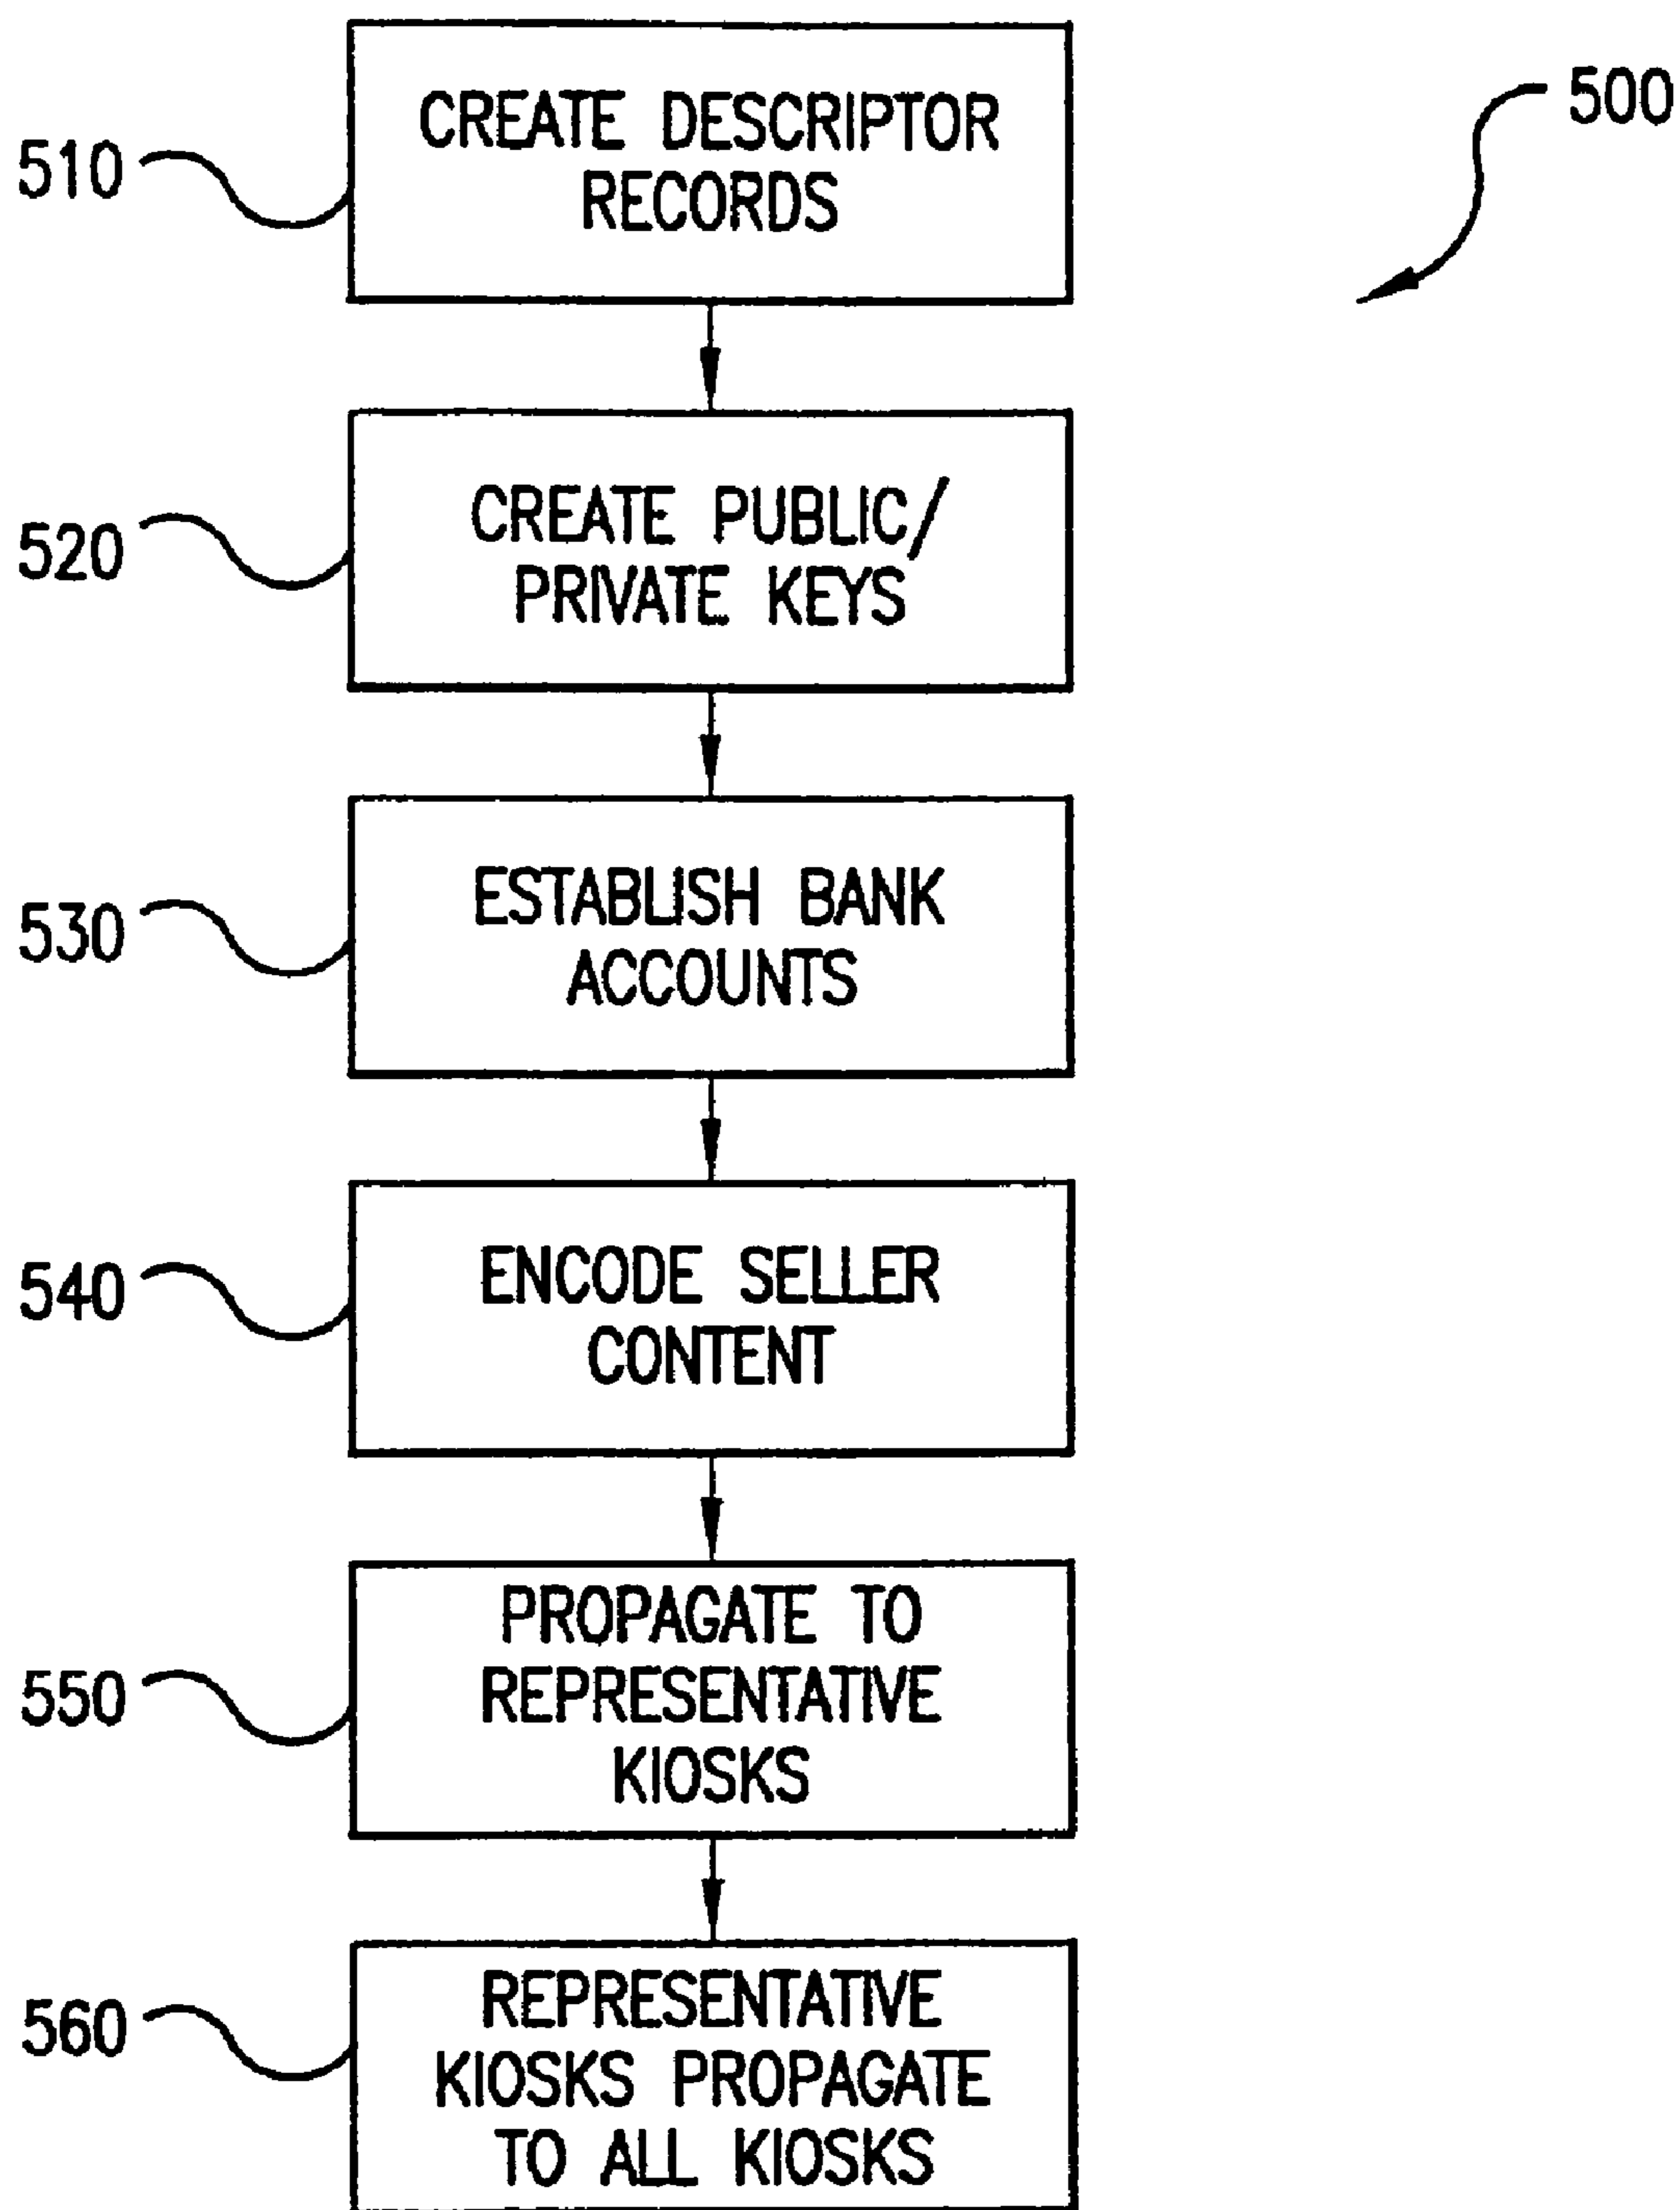 500
510
CREATE DESCRIPTOR
RECORDS
520
CREATE PUBLIC/
PRIVATE KEYS
530
ESTABLISH BANK
ACCOUNTS
540
ENCODE SELLER
CONTENT
550
PROPAGATE TO
REPRESENTATIVE
KIOSKS
560
REPRESENTATIVE
KIOSKS PROPAGATE
TO ALL KIOSKS